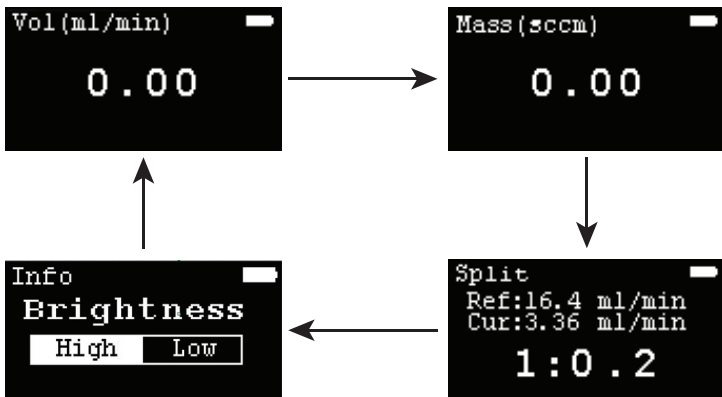 Vol(ml/min)
0.00
Mass(sccm)
0.00
Info
Brightness
High Low
Split
Ref:16.4 ml/min
Cur:3.36 ml/min
1:0.2